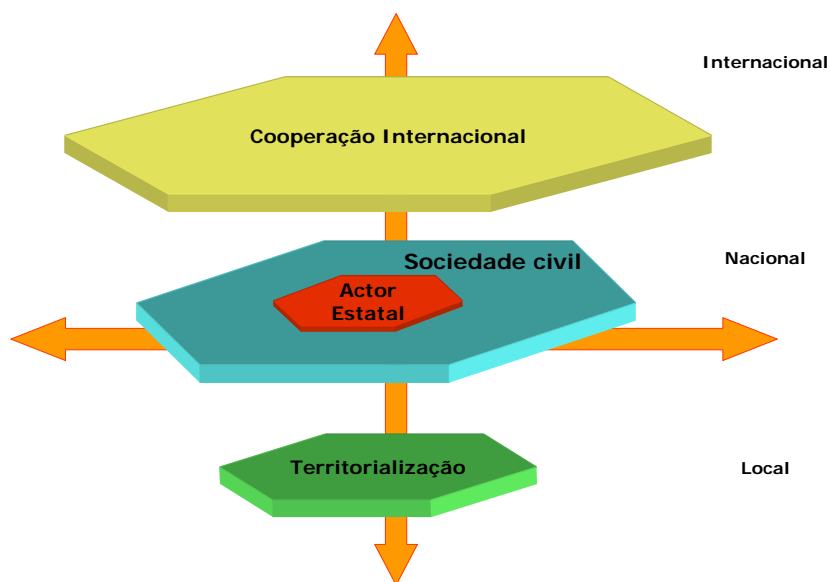 Internacional
Cooperação Internacional
Sociedade civil
Nacional
Actor
Estatal
Territorialização
Local